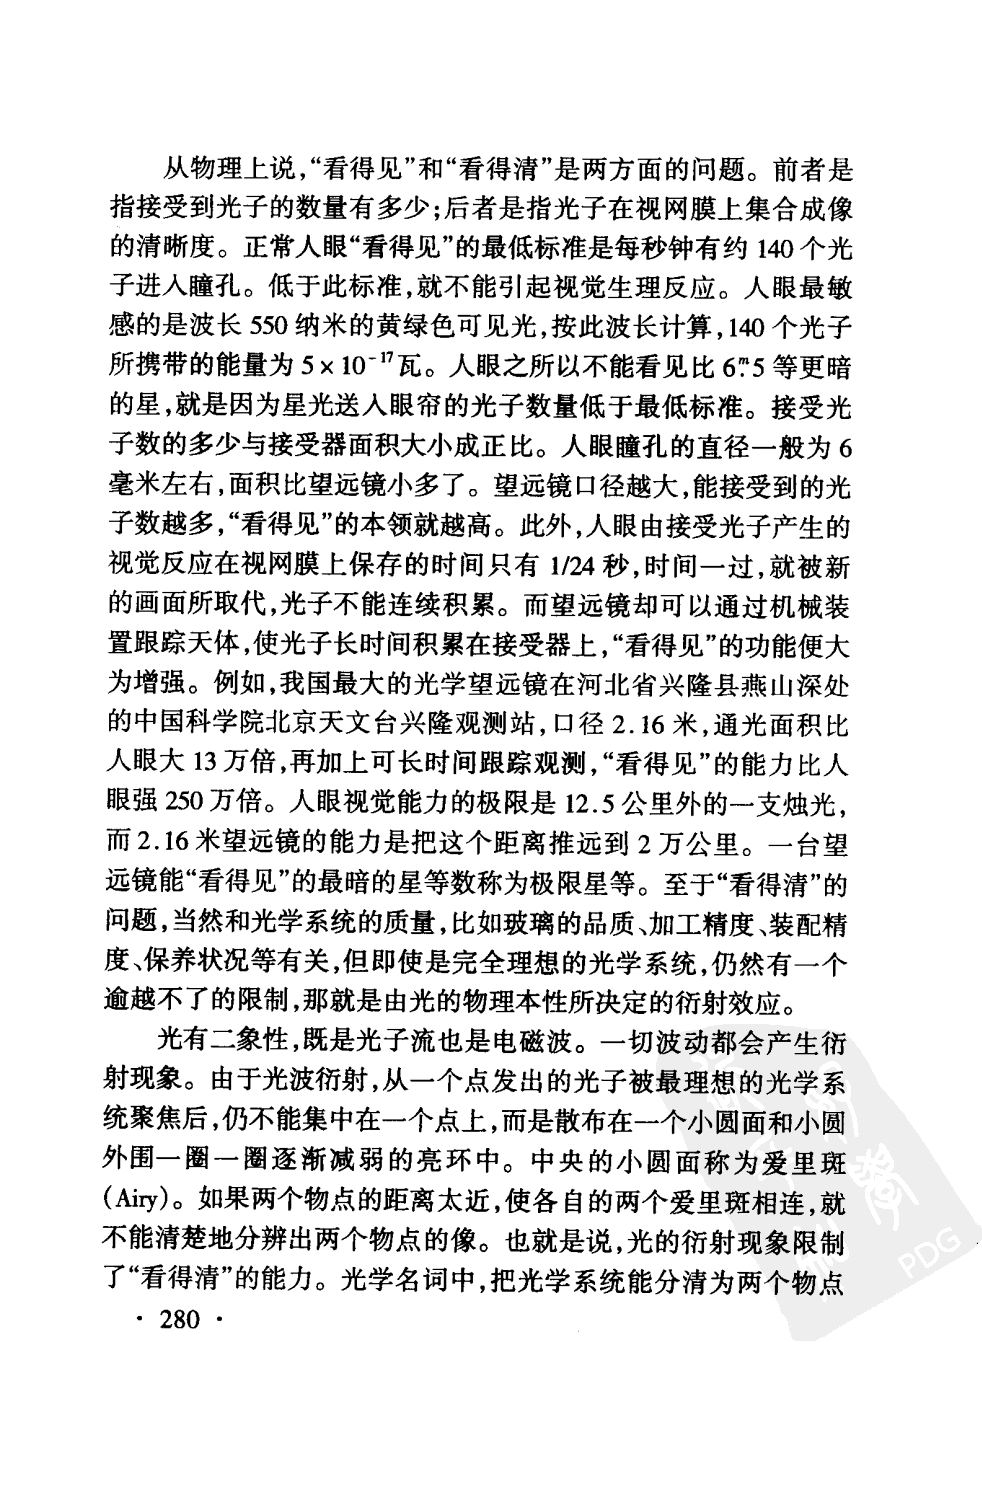 从物理上说,“看得见”和“看得清”是两方面的问题。前者是
指接受到光子的数量有多少;后者是指光子在视网膜上集合成像
的清晰度。正常人眼“看得见”的最低标准是每秒钟有约 140 个光
子进入瞳孔。低于此标准,就不能引起视觉生理反应。人眼最敏
感的是波长 550 纳米的黄绿色可见光,按此波长计算,140 个光子
所携带的能量为 5×10⁻¹⁷瓦。人眼之所以不能看见比 6ᵐ.5 等更暗
的星,就是因为星光送入眼帘的光子数量低于最低标准。接受光
子数的多少与接受器面积大小成正比。人眼瞳孔的直径一般为 6
毫米左右,面积比望远镜小多了。望远镜口径越大,能接受到的光
子数越多,“看得见”的本领就越高。此外,人眼由接受光子产生的
视觉反应在视网膜上保存的时间只有 1/24 秒,时间一过,就被新
的画面所取代,光子不能连续积累。而望远镜却可以通过机械装
置跟踪天体,使光子长时间积累在接受器上,“看得见”的功能便大
为增强。例如,我国最大的光学望远镜在河北省兴隆县燕山深处
的中国科学院北京天文台兴隆观测站,口径 2.16 米,通光面积比
人眼大 13 万倍,再加上可长时间跟踪观测,“看得见”的能力比人
眼强 250 万倍。人眼视觉能力的极限是 12.5 公里外的一支烛光,
而 2.16 米望远镜的能力是把这个距离推远到 2 万公里。一台望
远镜能“看得见”的最暗的星等数称为极限星等。至于“看得清”的
问题,当然和光学系统的质量,比如玻璃的品质、加工精度、装配精
度、保养状况等有关,但即使是完全理想的光学系统,仍然有一个
逾越不了的限制,那就是由光的物理本性所决定的衍射效应。
光有二象性,既是光子流也是电磁波。一切波动都会产生衍
射现象。由于光波衍射,从一个点发出的光子被最理想的光学系
统聚焦后,仍不能集中在一个点上,而是散布在一个小圆面和小圆
外围一圈一圈逐渐减弱的亮环中。中央的小圆面称为爱里斑
(Airy)。如果两个物点的距离太近,使各自的两个爱里斑相连,就
不能清楚地分辨出两个物点的像。也就是说,光的衍射现象限制
了“看得清”的能力。光学名词中,把光学系统能分清为两个物点
· 280 ·
PDG